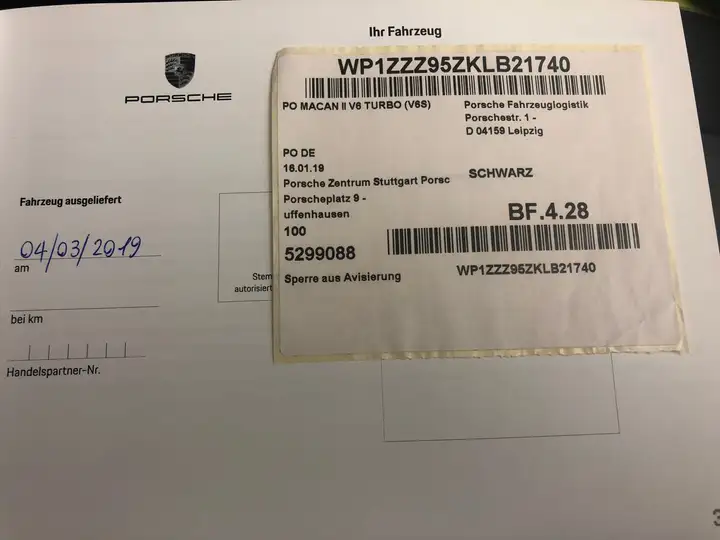 Ihr Fahrzeug
PORSCHE
WP1ZZZ95ZKLB21740
PO MACAN II V6 TURBO (V6S)
Porsche Fahrzeuglogistik
Porschestr. 1 -
D 04159 Leipzig
PO DE
16.01.19
Porsche Zentrum Stuttgart Porsc
SCHWARZ
Porscheplatz 9 -
uffenhausen
BF.4.28
100
5299088
WP1ZZZ95ZKLB21740
Sperre aus Avisierung
Fahrzeug ausgeliefert
04/03/2019
am
bei km
Handelspartner-Nr.
Stem
autorisiert
3